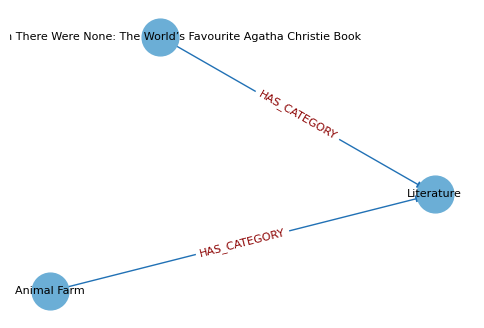 There Were None: The World’s Favourite Agatha Christie Book
HAS_CATEGORY
Literature
HAS_CATEGORY
Animal Farm